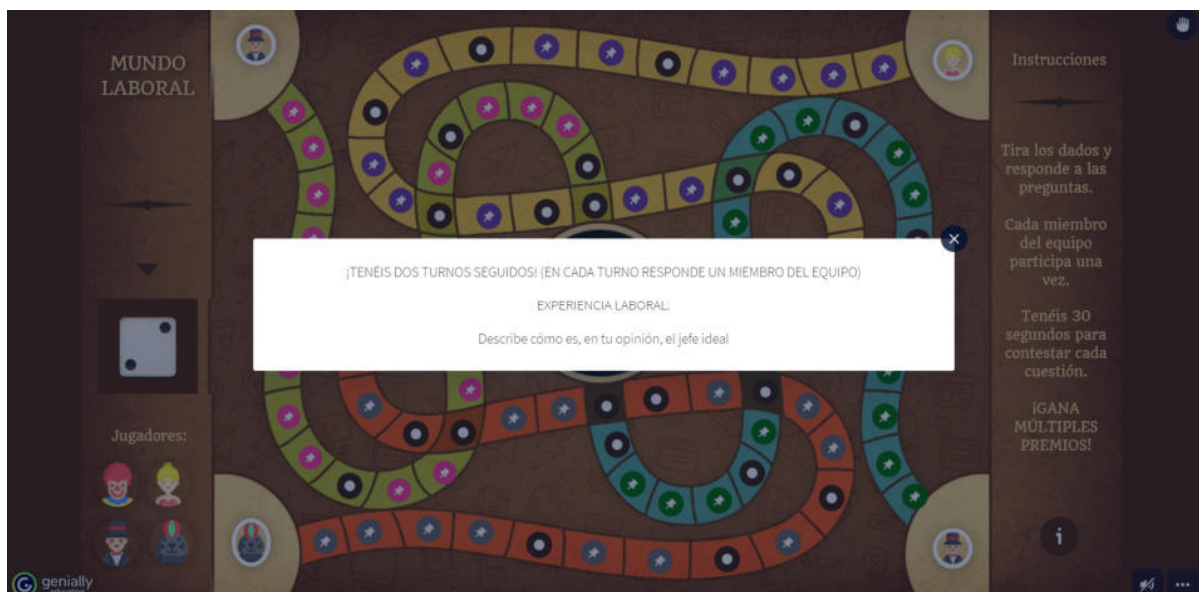 MUNDO
LABORAL
Jugadores:
¡TENÉIS DOS TURNOS SEGUIDOS! (EN CADA TURNO RESPONDE UN MIEMBRO DEL EQUIPO)
EXPERIENCIA LABORAL:
Describe cómo es, en tu opinión, el jefe ideal
Instrucciones
Tira los dados y
responde a las
preguntas.
Cada miembro
del equipo
participa una
vez.
Tenéis 30
segundos para
contestar cada
cuestión.
¡GANA
MÚLTIPLES
PREMIOS!
i
genially